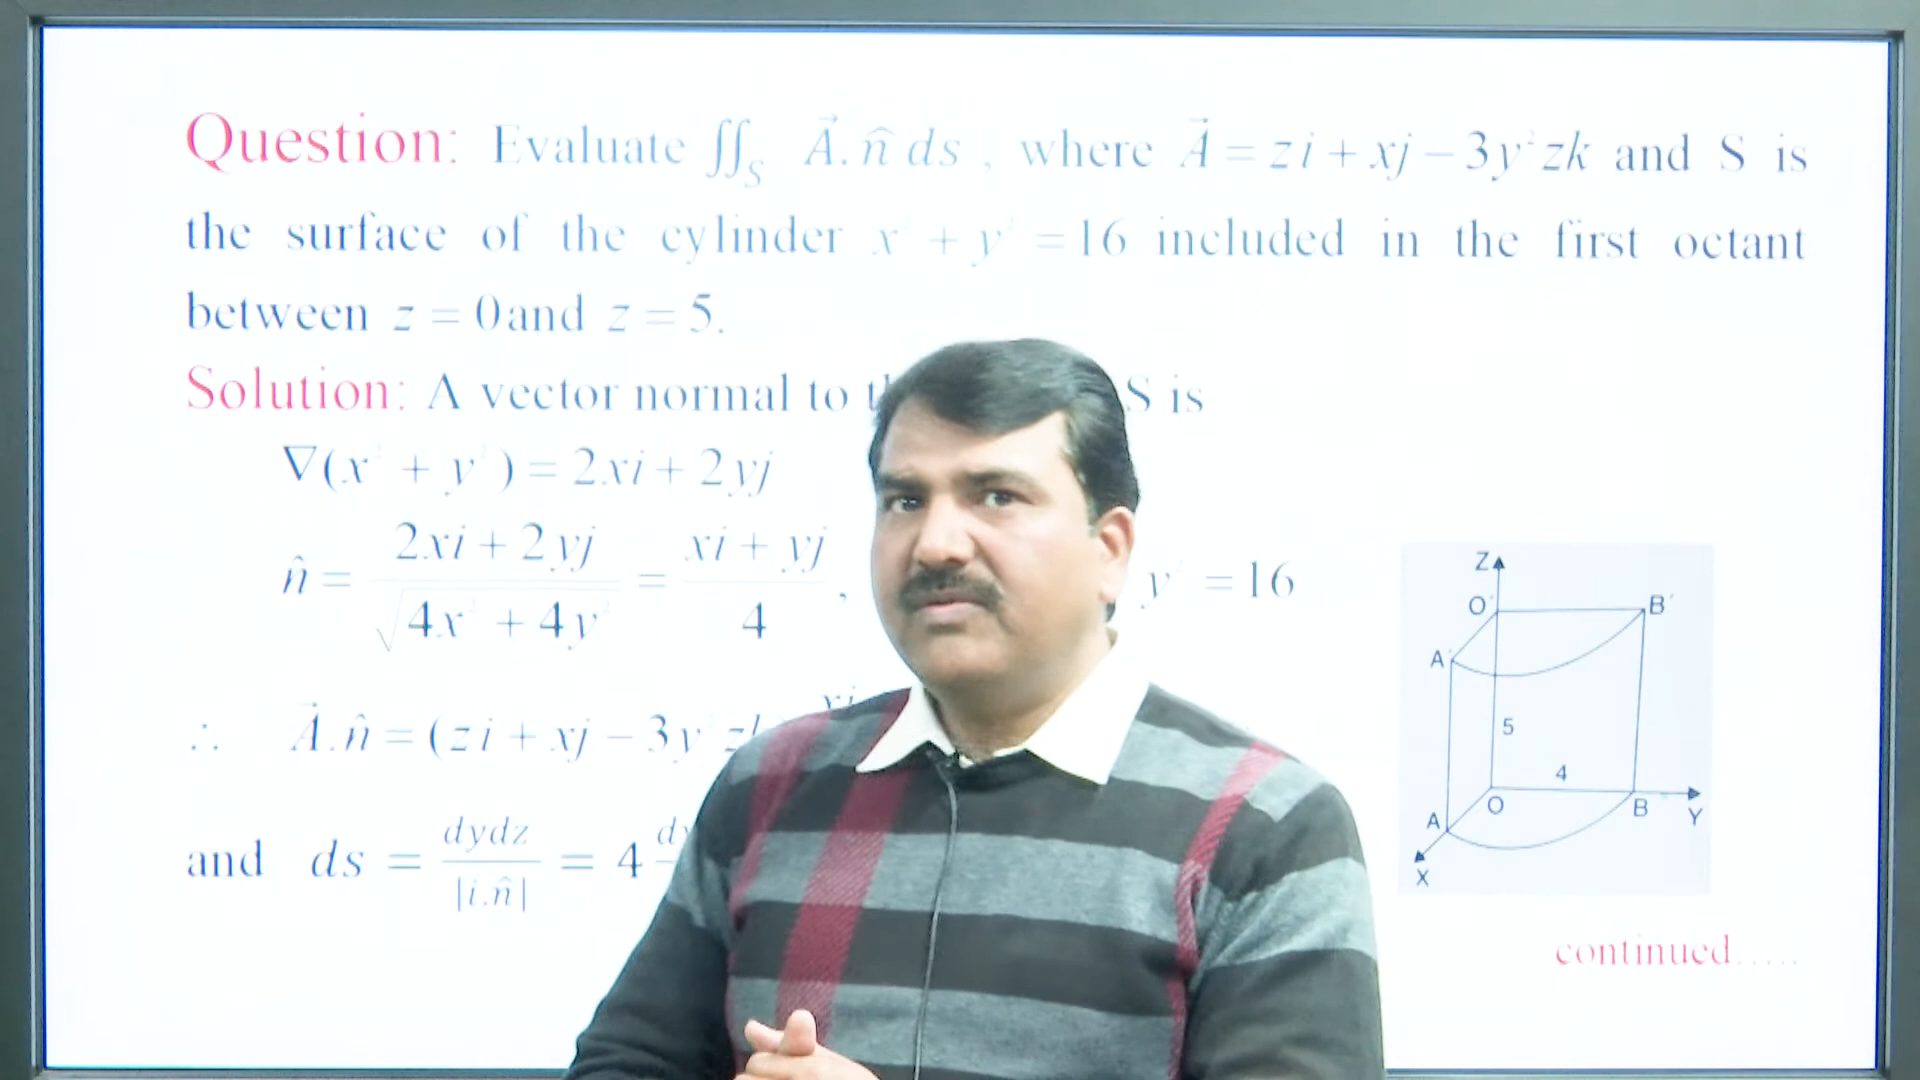 Question: Evaluate ∬_S A⃗.n̂ ds , where A⃗ = zi + xj − 3y²zk and S is
the surface of the cylinder x² + y² = 16 included in the first octant
between z = 0 and z = 5.
Solution: A vector normal to S is
∇(x² + y²) = 2xi + 2yj
n̂ = (2xi + 2yj)/√(4x² + 4y²) = (xi + yj)/4 , y² = 16
∴ A⃗.n̂ = (zi + xj − 3y²z xi
and ds = dydz/|i.n̂| = 4
Z
O′
B′
A′
5
4
O
B
Y
A
X
continued.....